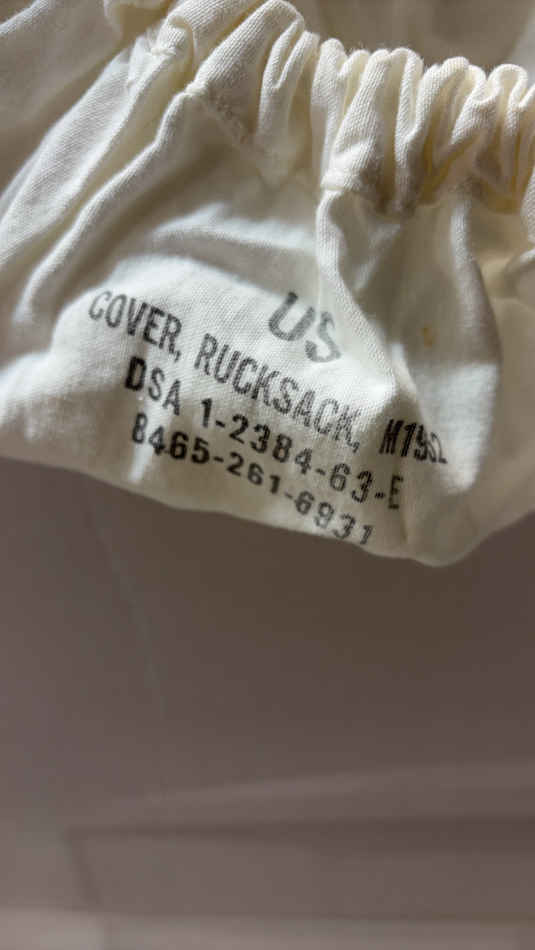 US
COVER, RUCKSACK, M1952
DSA 1-2384-63-E
8465-261-6931